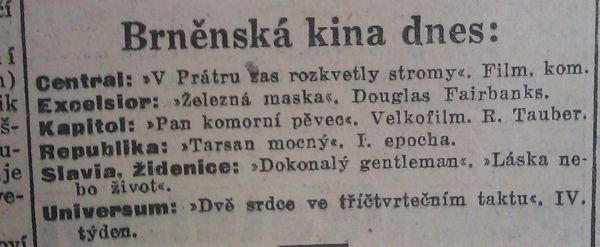 Brněnská kina dnes:
Central: »V Prátru zas rozkvetly stromy«. Film. kom.
Excelsior: »Železná maska«. Douglas Fairbanks.
Kapitol: »Pan komorní pěvec«. Velkofilm. R. Tauber.
Republika: »Tarsan mocný«. I. epocha.
Slavia, židenice: »Dokonalý gentleman«. »Láska ne-
bo život«.
Universum: »Dvě srdce ve tříčtvrtečním taktu«. IV.
týden.